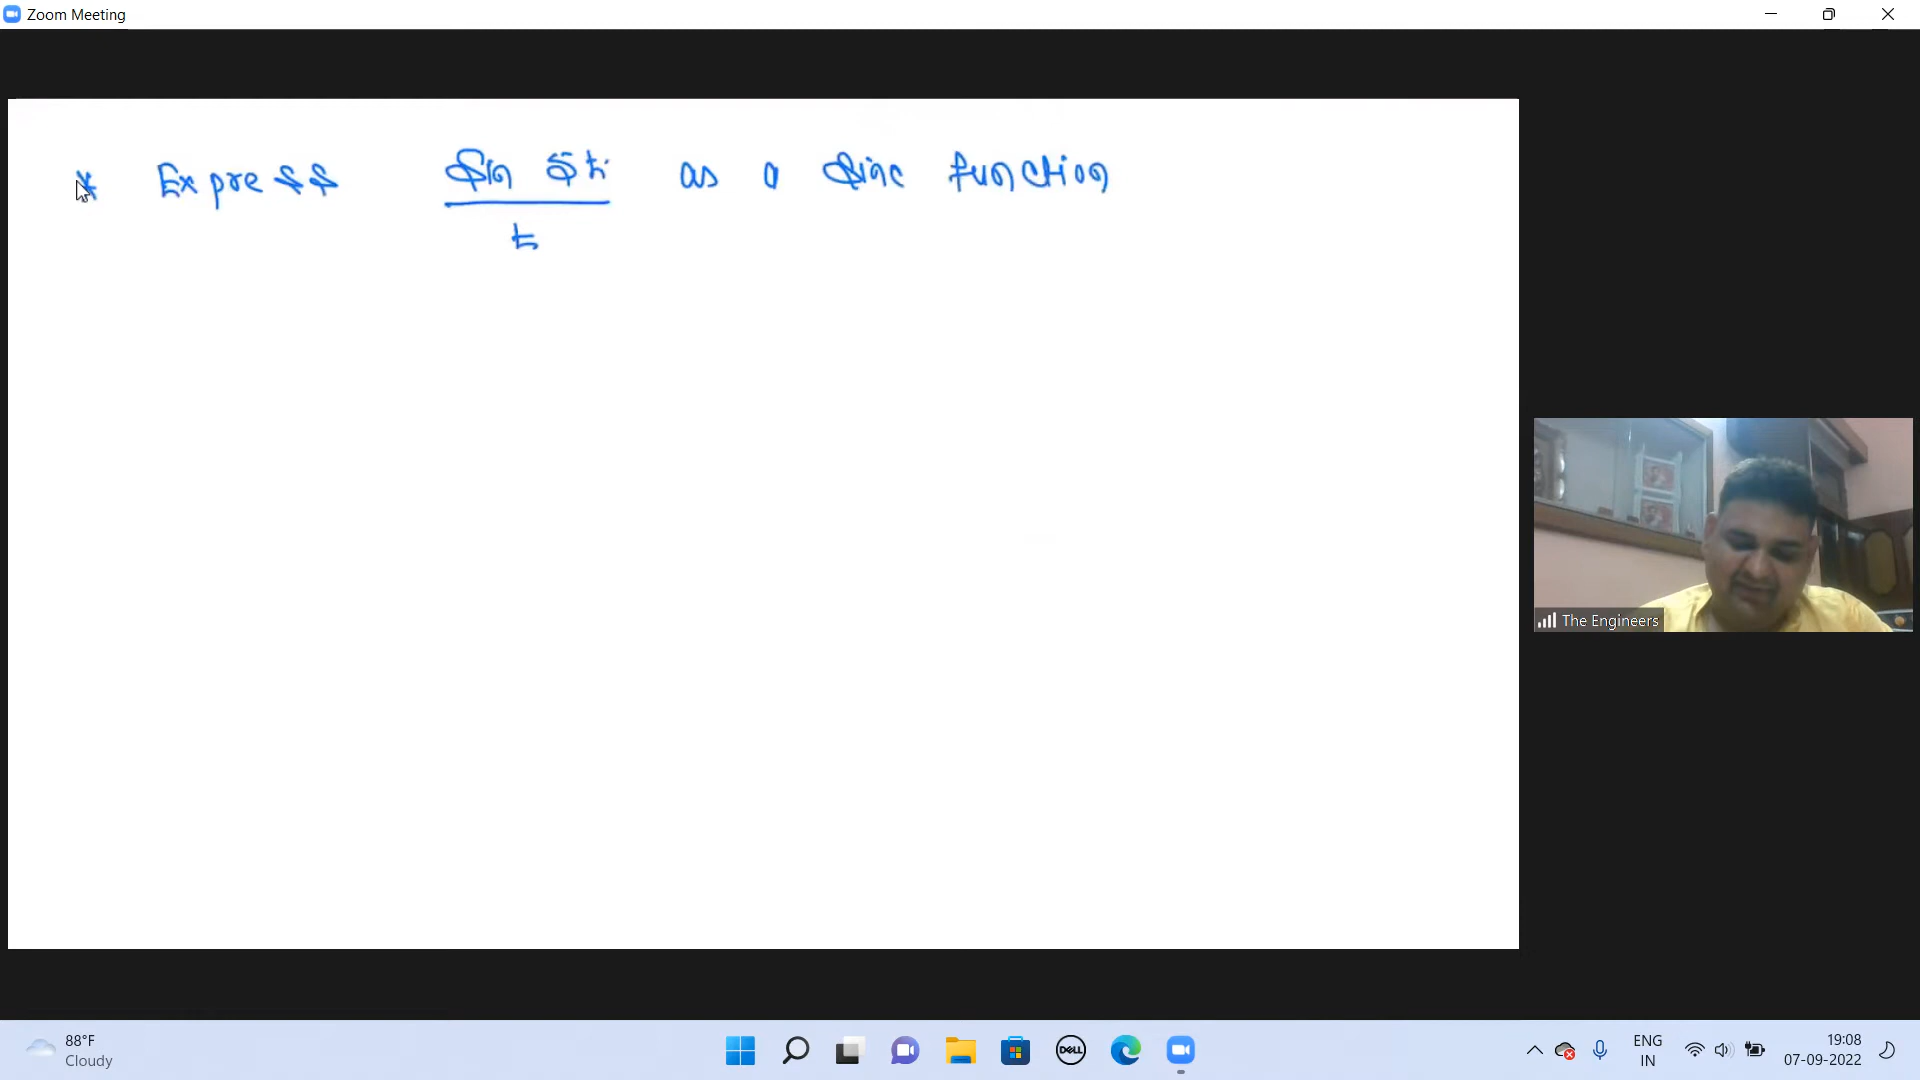 Zoom Meeting
* Express sin 5t as a sinc function
t
The Engineers
88°F
Cloudy
DELL
ENG
IN
19:08
07-09-2022